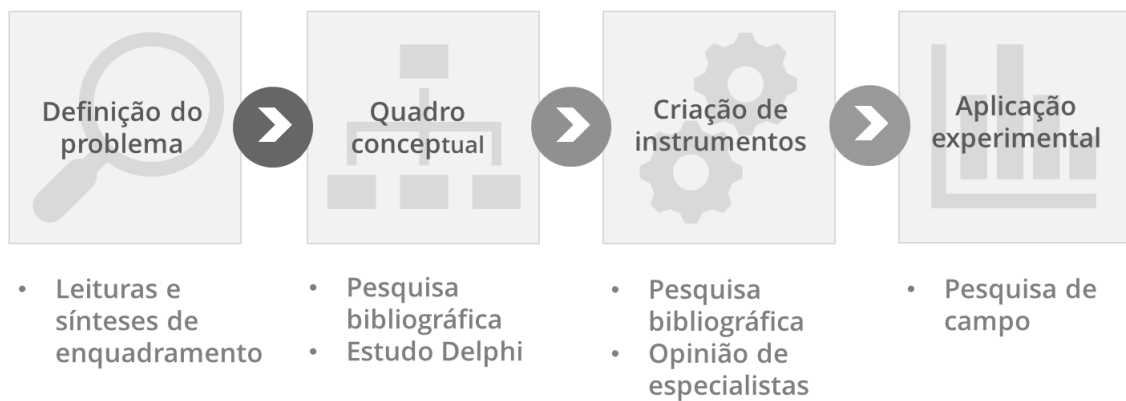 Definição do
problema
Quadro
conceptual
Criação de
instrumentos
Aplicação
experimental
• Leituras e
sínteses de
enquadramento
• Pesquisa
bibliográfica
• Estudo Delphi
• Pesquisa
bibliográfica
• Opinião de
especialistas
• Pesquisa de
campo